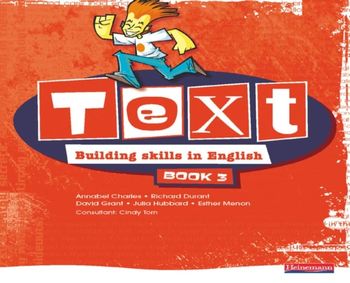 TeXt
Building skills in English
BOOK 3
Annabel Charles • Richard Durant
David Grant • Julia Hubbard • Esther Menon
Consultant: Cindy Torn
Heinemann